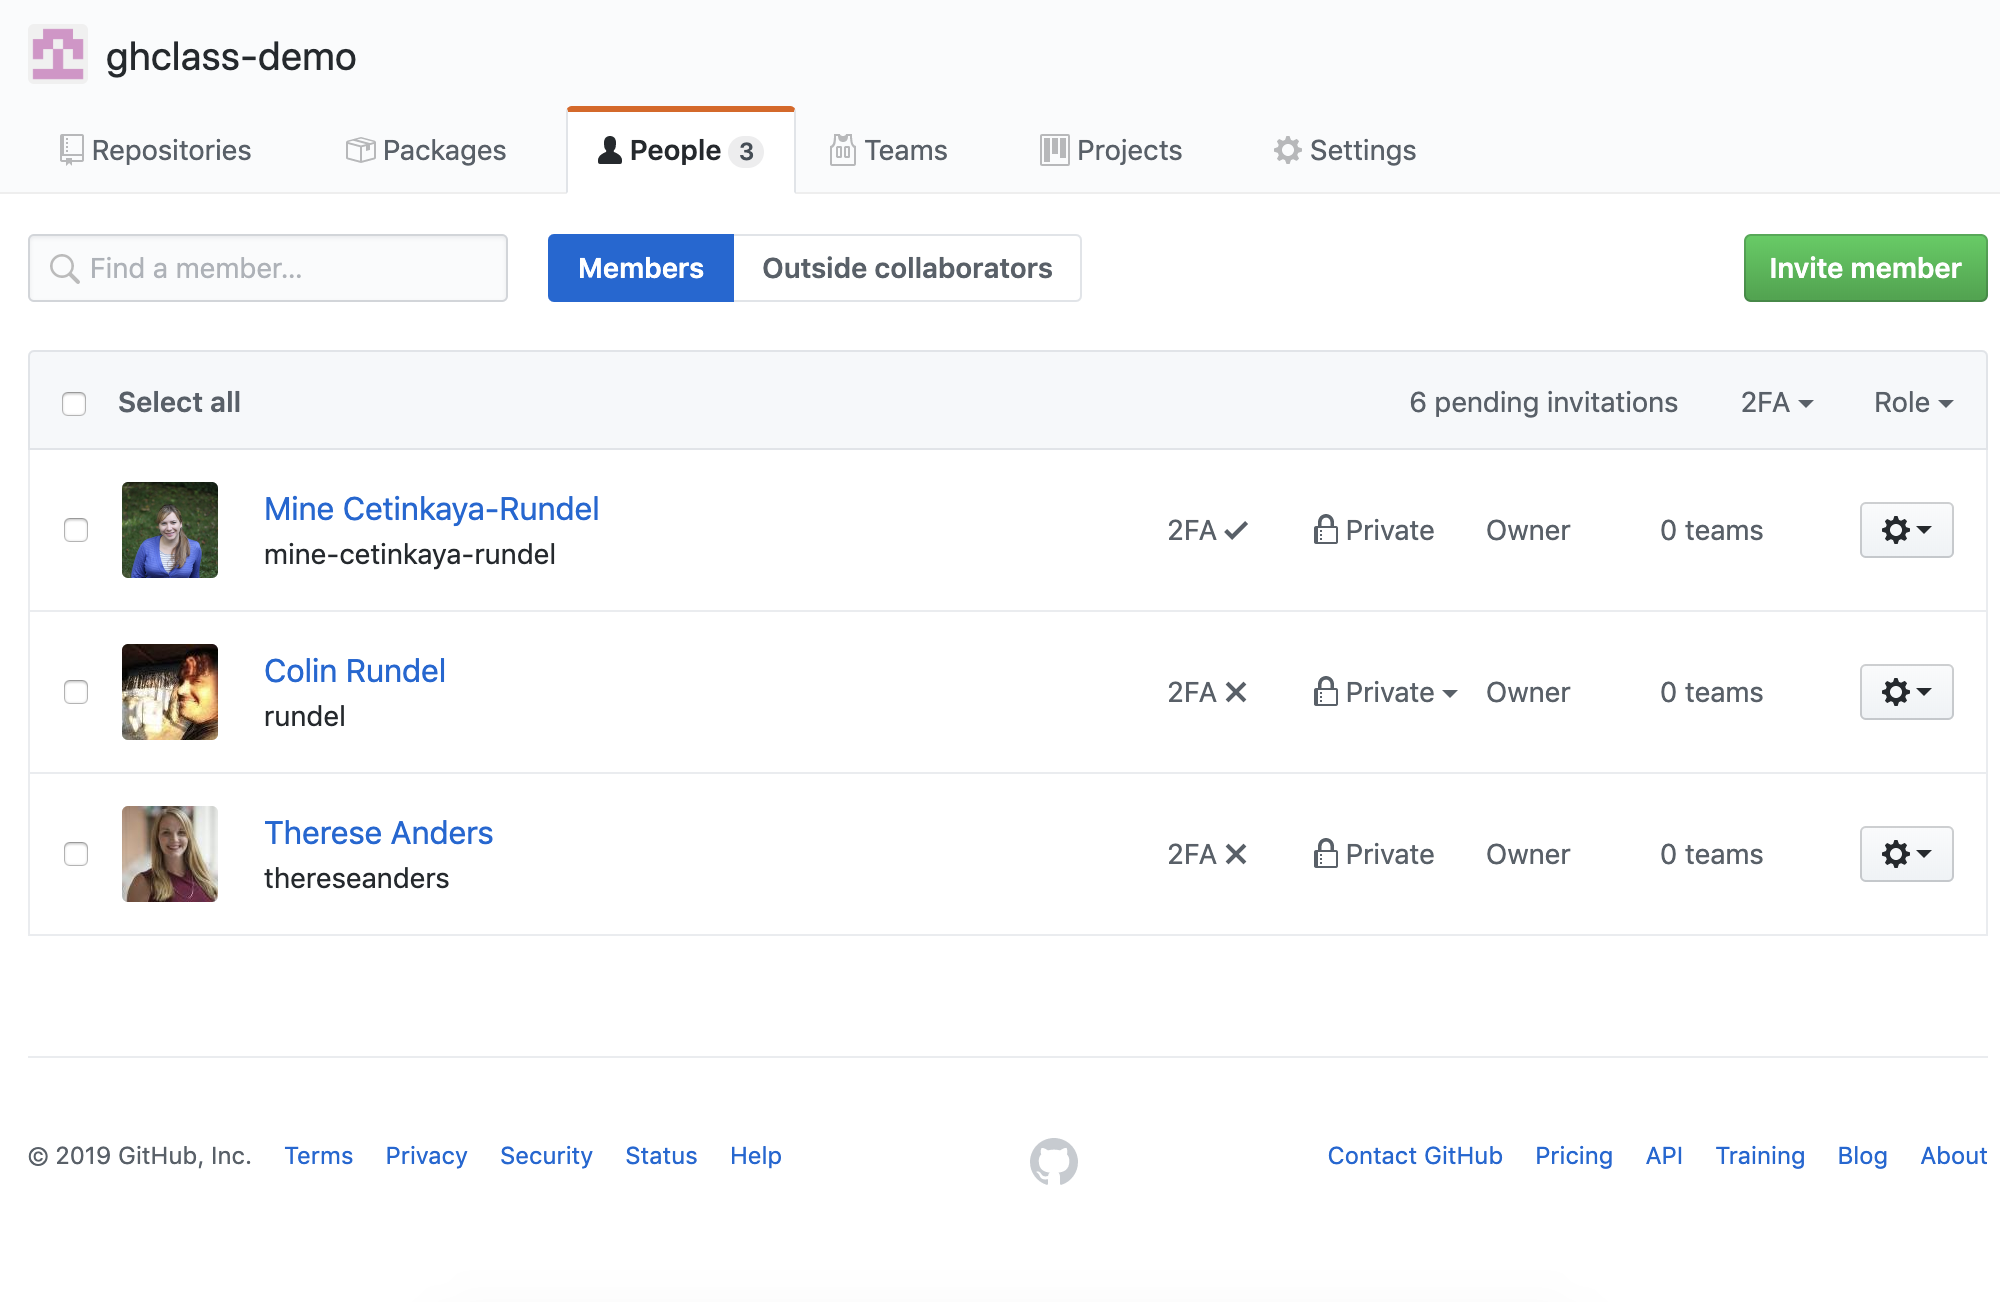 ghclass-demo
Repositories Packages People 3 Teams Projects Settings
Find a member... Members Outside collaborators Invite member
Select all 6 pending invitations 2FA Role
Mine Cetinkaya-Rundel
mine-cetinkaya-rundel
2FA Private Owner 0 teams
Colin Rundel
rundel
2FA Private Owner 0 teams
Therese Anders
thereseanders
2FA Private Owner 0 teams
© 2019 GitHub, Inc. Terms Privacy Security Status Help Contact GitHub Pricing API Training Blog About